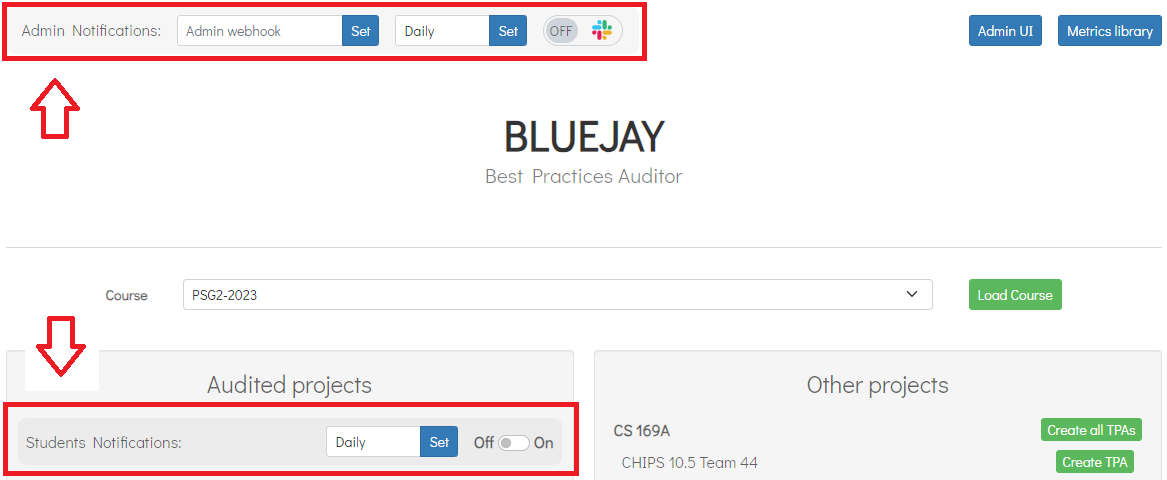 Admin Notifications: Admin webhook Set Daily Set OFF Admin UI Metrics library
BLUEJAY
Best Practices Auditor
Course PSG2-2023 Load Course
Audited projects
Students Notifications: Daily Set Off On
Other projects
CS 169A Create all TPAs
CHIPS 10.5 Team 44 Create TPA